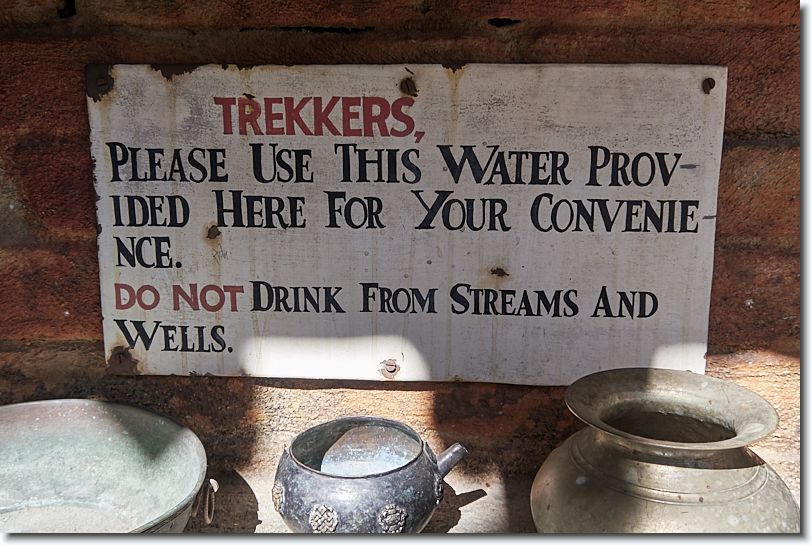 TREKKERS,
PLEASE USE THIS WATER PROV-
IDED HERE FOR YOUR CONVENIE-
NCE.
DO NOT DRINK FROM STREAMS AND
WELLS.